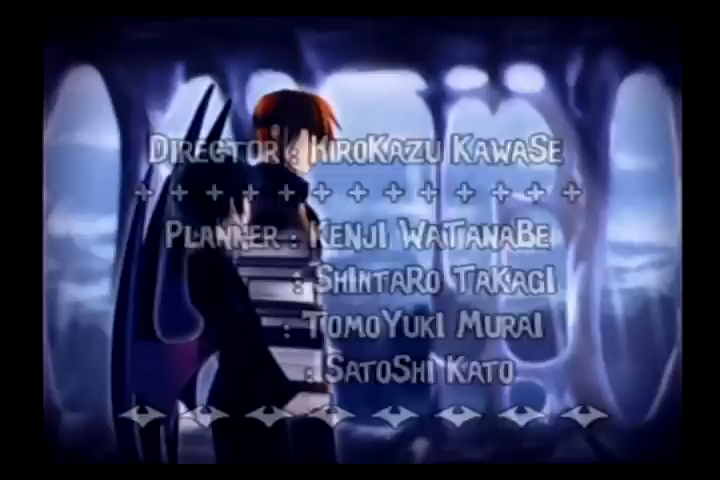 DIRECTOR : HIROKAZU KAWASE
PLANNER : KENJI WATANABE
: SHINTARO TAKAGI
: TOMOYUKI MURAI
: SATOSHI KATO